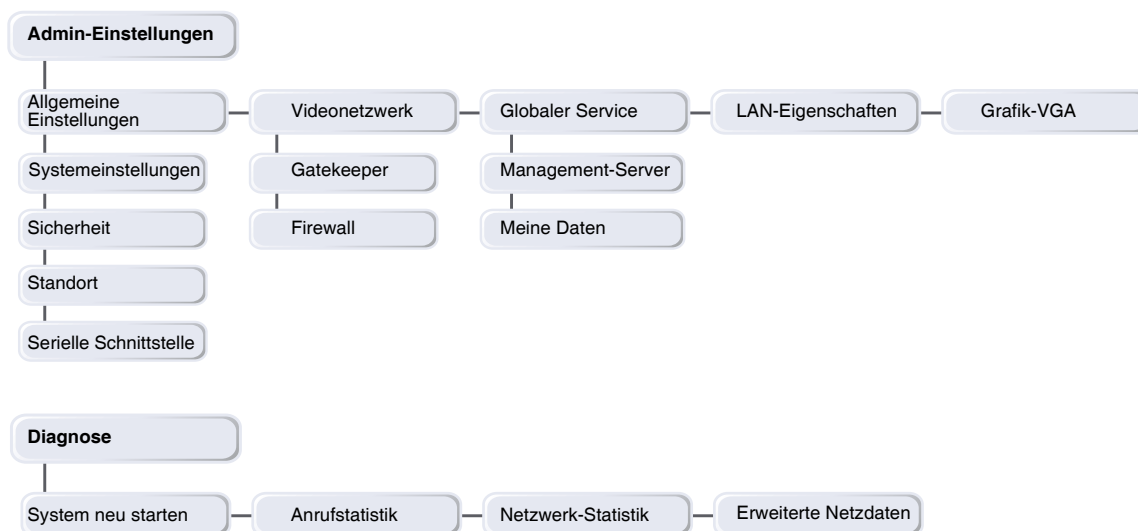 Admin-Einstellungen
Allgemeine
Einstellungen
Videonetzwerk
Globaler Service
LAN-Eigenschaften
Grafik-VGA
Systemeinstellungen
Gatekeeper
Management-Server
Sicherheit
Firewall
Meine Daten
Standort
Serielle Schnittstelle
Diagnose
System neu starten
Anrufstatistik
Netzwerk-Statistik
Erweiterte Netzdaten